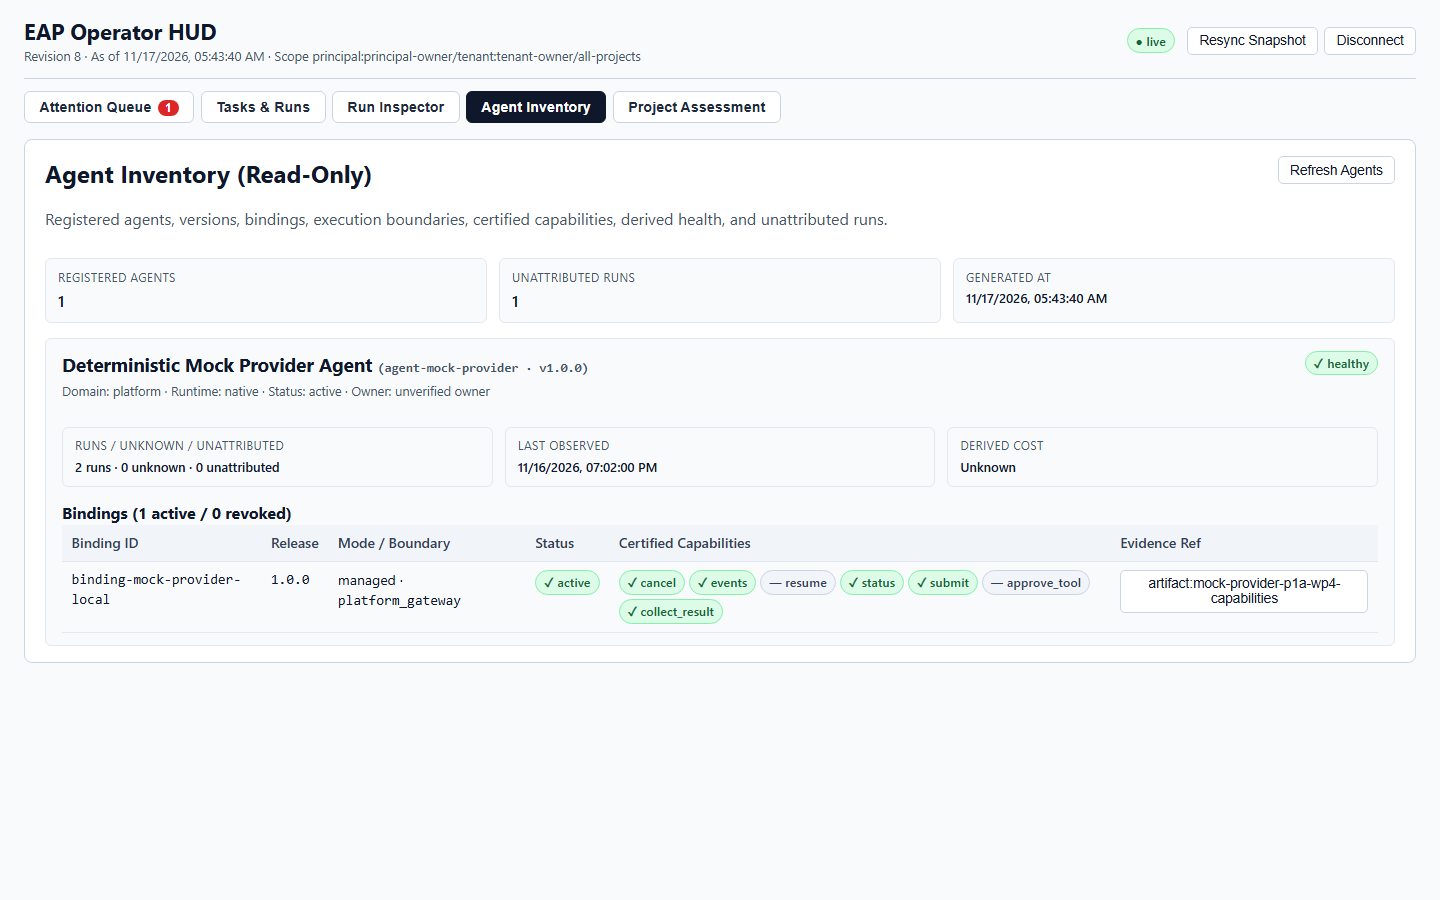 EAP Operator HUD
Revision 8 · As of 11/17/2026, 05:43:40 AM · Scope principal:principal-owner/tenant:tenant-owner/all-projects
● live
Resync Snapshot
Disconnect
Attention Queue 1
Tasks & Runs
Run Inspector
Agent Inventory
Project Assessment
Agent Inventory (Read-Only)
Refresh Agents
Registered agents, versions, bindings, execution boundaries, certified capabilities, derived health, and unattributed runs.
REGISTERED AGENTS
1
UNATTRIBUTED RUNS
1
GENERATED AT
11/17/2026, 05:43:40 AM
Deterministic Mock Provider Agent (agent-mock-provider · v1.0.0)
✓ healthy
Domain: platform · Runtime: native · Status: active · Owner: unverified owner
RUNS / UNKNOWN / UNATTRIBUTED
2 runs · 0 unknown · 0 unattributed
LAST OBSERVED
11/16/2026, 07:02:00 PM
DERIVED COST
Unknown
Bindings (1 active / 0 revoked)
Binding ID Release Mode / Boundary Status Certified Capabilities Evidence Ref
binding-mock-provider-
local
1.0.0
managed ·
platform_gateway
✓ active
✓ cancel ✓ events — resume ✓ status ✓ submit — approve_tool
✓ collect_result
artifact:mock-provider-p1a-wp4-
capabilities